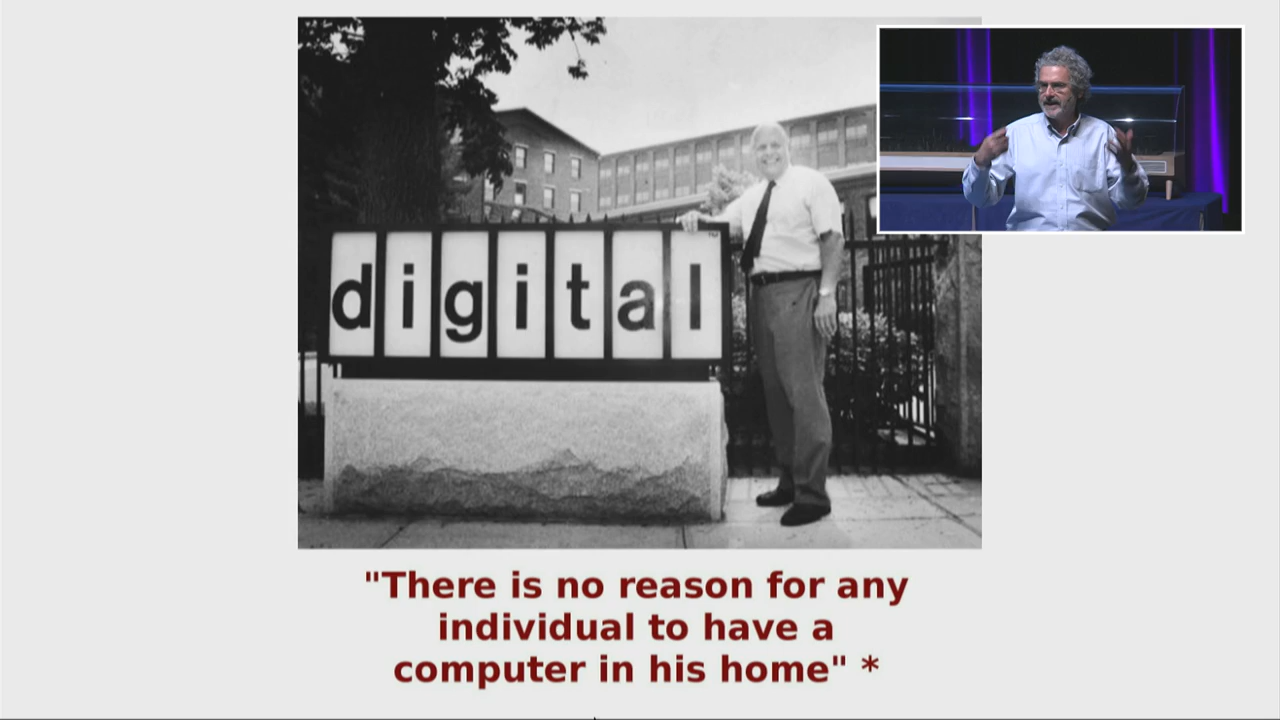 digital
"There is no reason for any
individual to have a
computer in his home" *